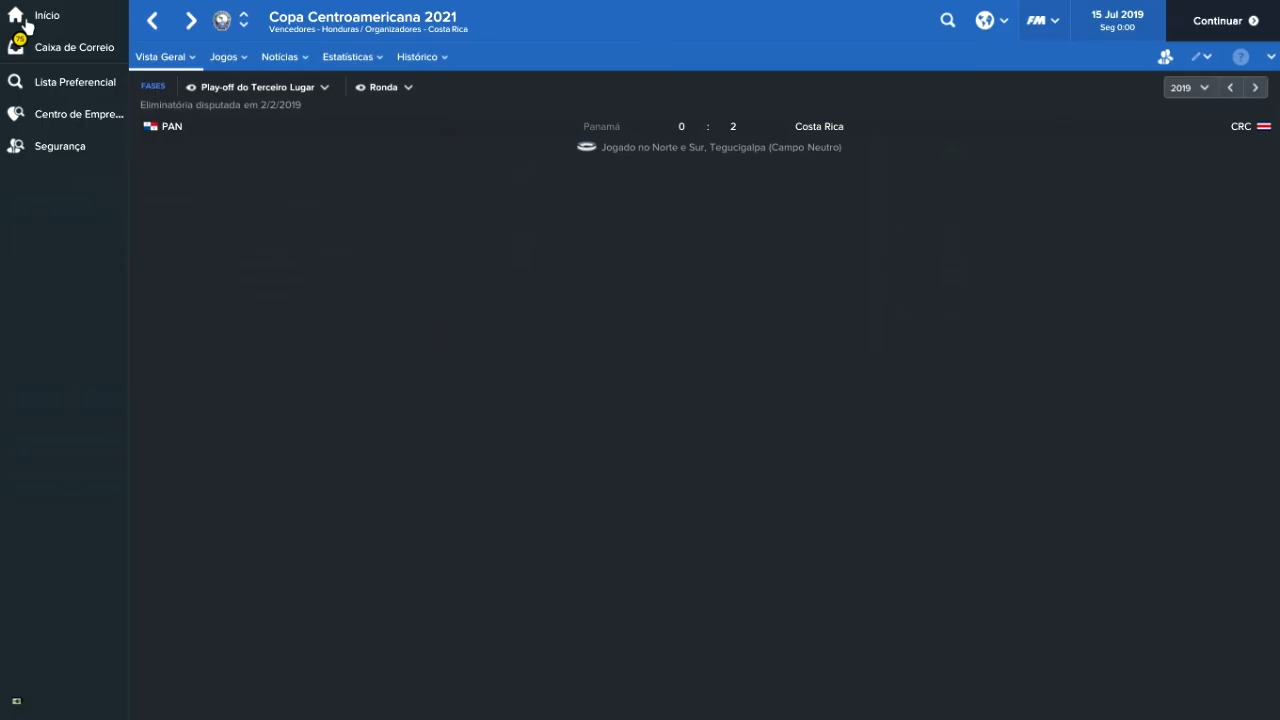 Início
75
Caixa de Correio
Lista Preferencial
Centro de Empre...
Segurança
Copa Centroamericana 2021
Vencedores - Honduras / Organizadores - Costa Rica
FM
15 Jul 2019
Seg 0:00
Continuar
Vista Geral
Jogos
Notícias
Estatísticas
Histórico
?
FASES
Play-off do Terceiro Lugar
Ronda
2019
Eliminatória disputada em 2/2/2019
PAN Panamá 0 : 2 Costa Rica CRC
Jogado no Norte e Sur, Tegucigalpa (Campo Neutro)